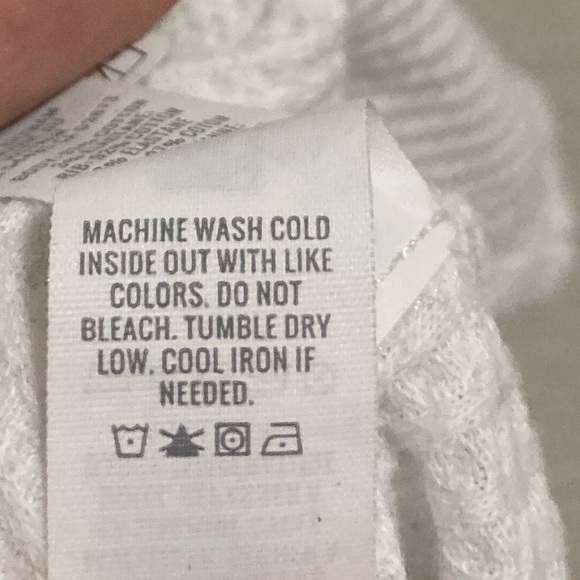 MACHINE WASH COLD
INSIDE OUT WITH LIKE
COLORS. DO NOT
BLEACH. TUMBLE DRY
LOW. COOL IRON IF
NEEDED.